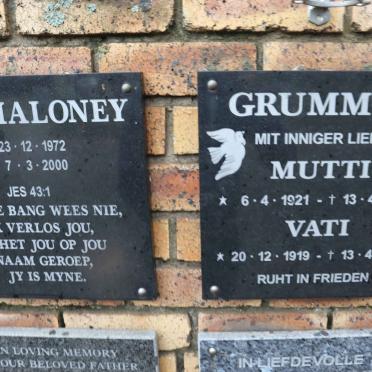 MALONEY
23 · 12 · 1972
7 · 3 · 2000
JES 43:1
BANG WEES NIE,
VERLOS JOU,
HET JOU OP JOU
NAAM GEROEP,
JY IS MYNE.
GRUMM
MIT INNIGER
MUTTI
★ 6 · 4 · 1921 - † 13 · 4
VATI
★ 20 · 12 · 1919 - † 13 · 4
RUHT IN FRIEDEN
IN LOVING MEMORY
OUR BELOVED FATHER
IN LIEFDEVOLLE